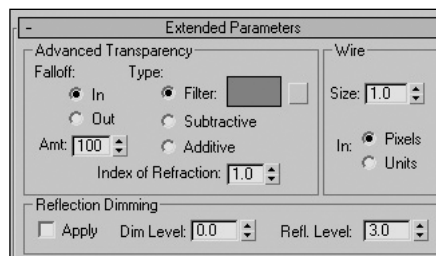 - Extended Parameters
Advanced Transparency
Falloff: Type:
In Filter:
Out Subtractive
Amt: 100 Additive
Index of Refraction: 1.0
Wire
Size: 1.0
In: Pixels
Units
Reflection Dimming
Apply Dim Level: 0.0 Refl. Level: 3.0